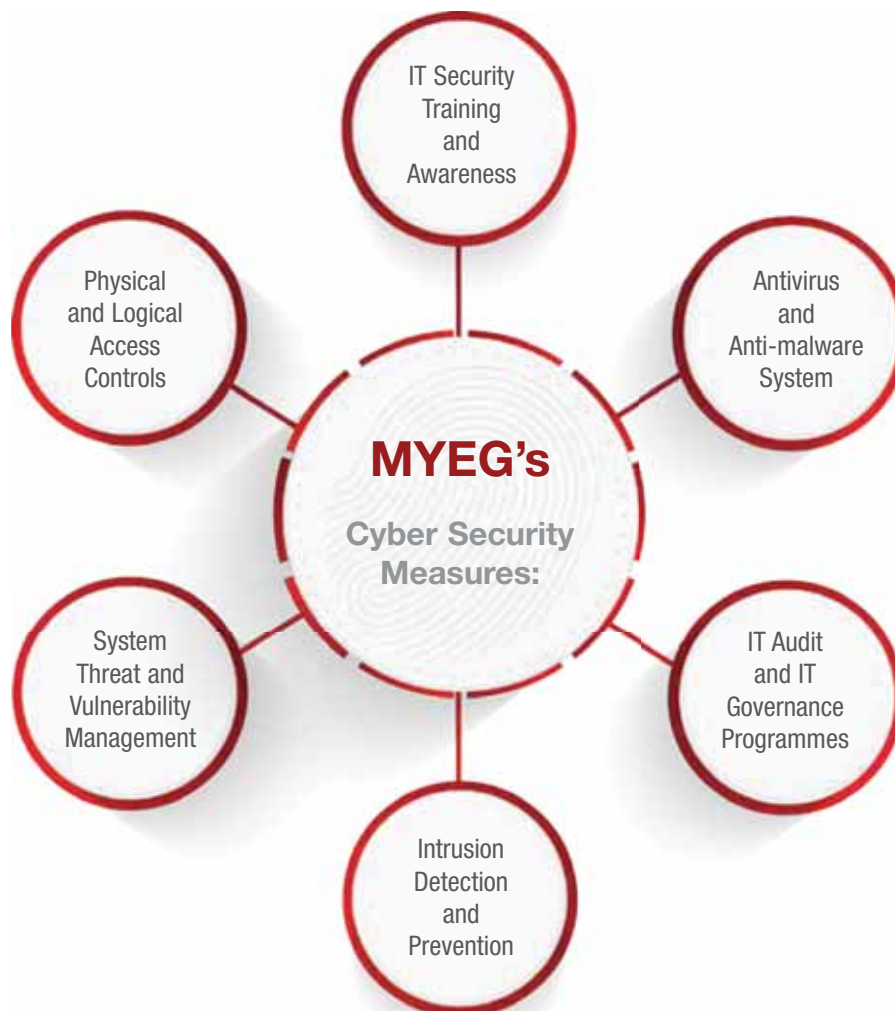 IT Security
Training
and
Awareness
Physical
and Logical
Access
Controls
Antivirus
and
Anti-malware
System
MYEG's
Cyber Security
Measures:
System
Threat and
Vulnerability
Management
IT Audit
and IT
Governance
Programmes
Intrusion
Detection
and
Prevention